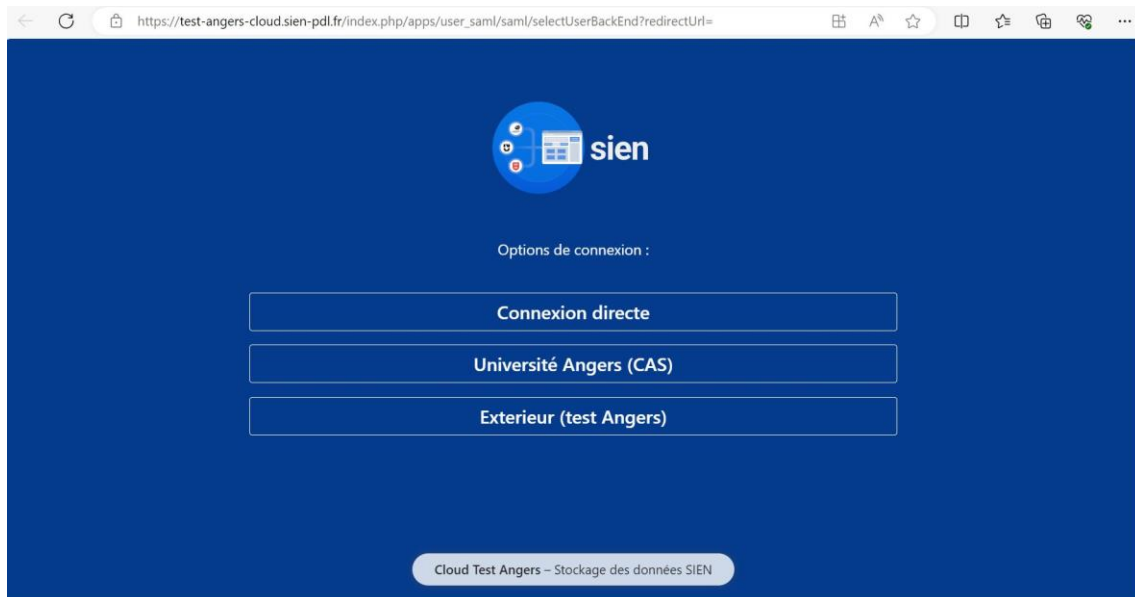 https://test-angers-cloud.sien-pdl.fr/index.php/apps/user_saml/saml/selectUserBackEnd?redirectUrl=
sien
Options de connexion :
Connexion directe
Université Angers (CAS)
Exterieur (test Angers)
Cloud Test Angers – Stockage des données SIEN